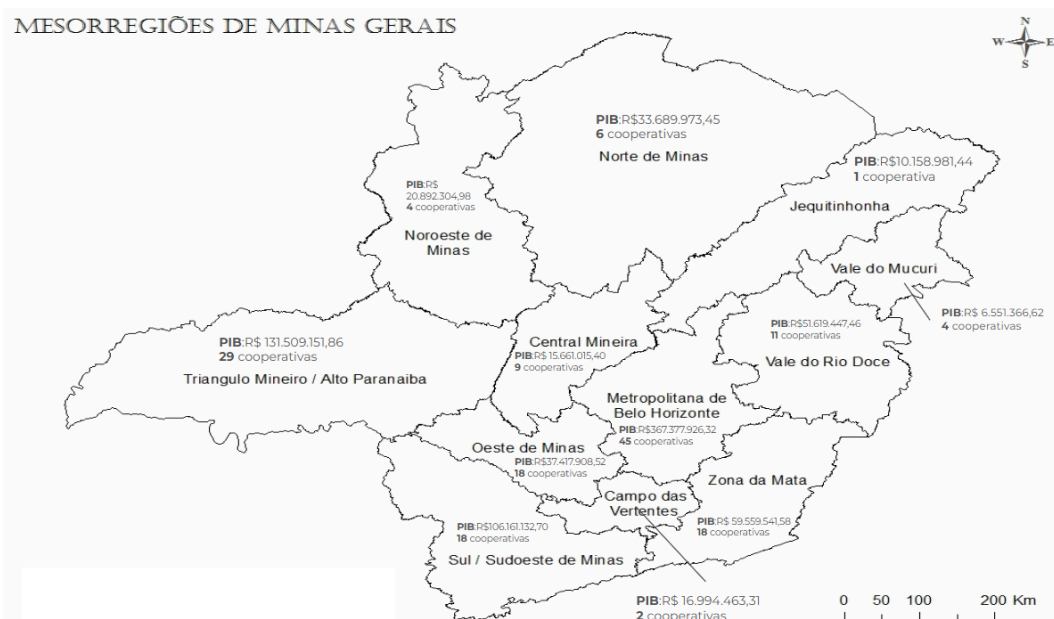 MESORREGIÕES DE MINAS GERAIS
N
W E
S
PIB:R$33.689.973,45
6 cooperativas
Norte de Minas
PIB:R$10.158.981,44
1 cooperativa
Jequitinhonha
PIB:R$
20.892.304,98
4 cooperativas
Noroeste de
Minas
Vale do Mucuri
PIB:R$ 6.551.366,62
4 cooperativas
PIB:R$51.619.447,46
11 cooperativas
Vale do Rio Doce
PIB:R$ 131.509.151,86
29 cooperativas
Triangulo Mineiro / Alto Paranaiba
Central Mineira
PIB:R$ 15.661.015,40
9 cooperativas
Metropolitana de
Belo Horizonte
PIB:R$367.377.926,32
45 cooperativas
Oeste de Minas
PIB:R$37.417.908,52
18 cooperativas
Zona da Mata
PIB:R$ 59.559.541,58
18 cooperativas
Campo das
Vertentes
PIB:R$106.161.132,70
18 cooperativas
Sul / Sudoeste de Minas
PIB:R$ 16.994.463,31
2 cooperativas
0 50 100 200 Km